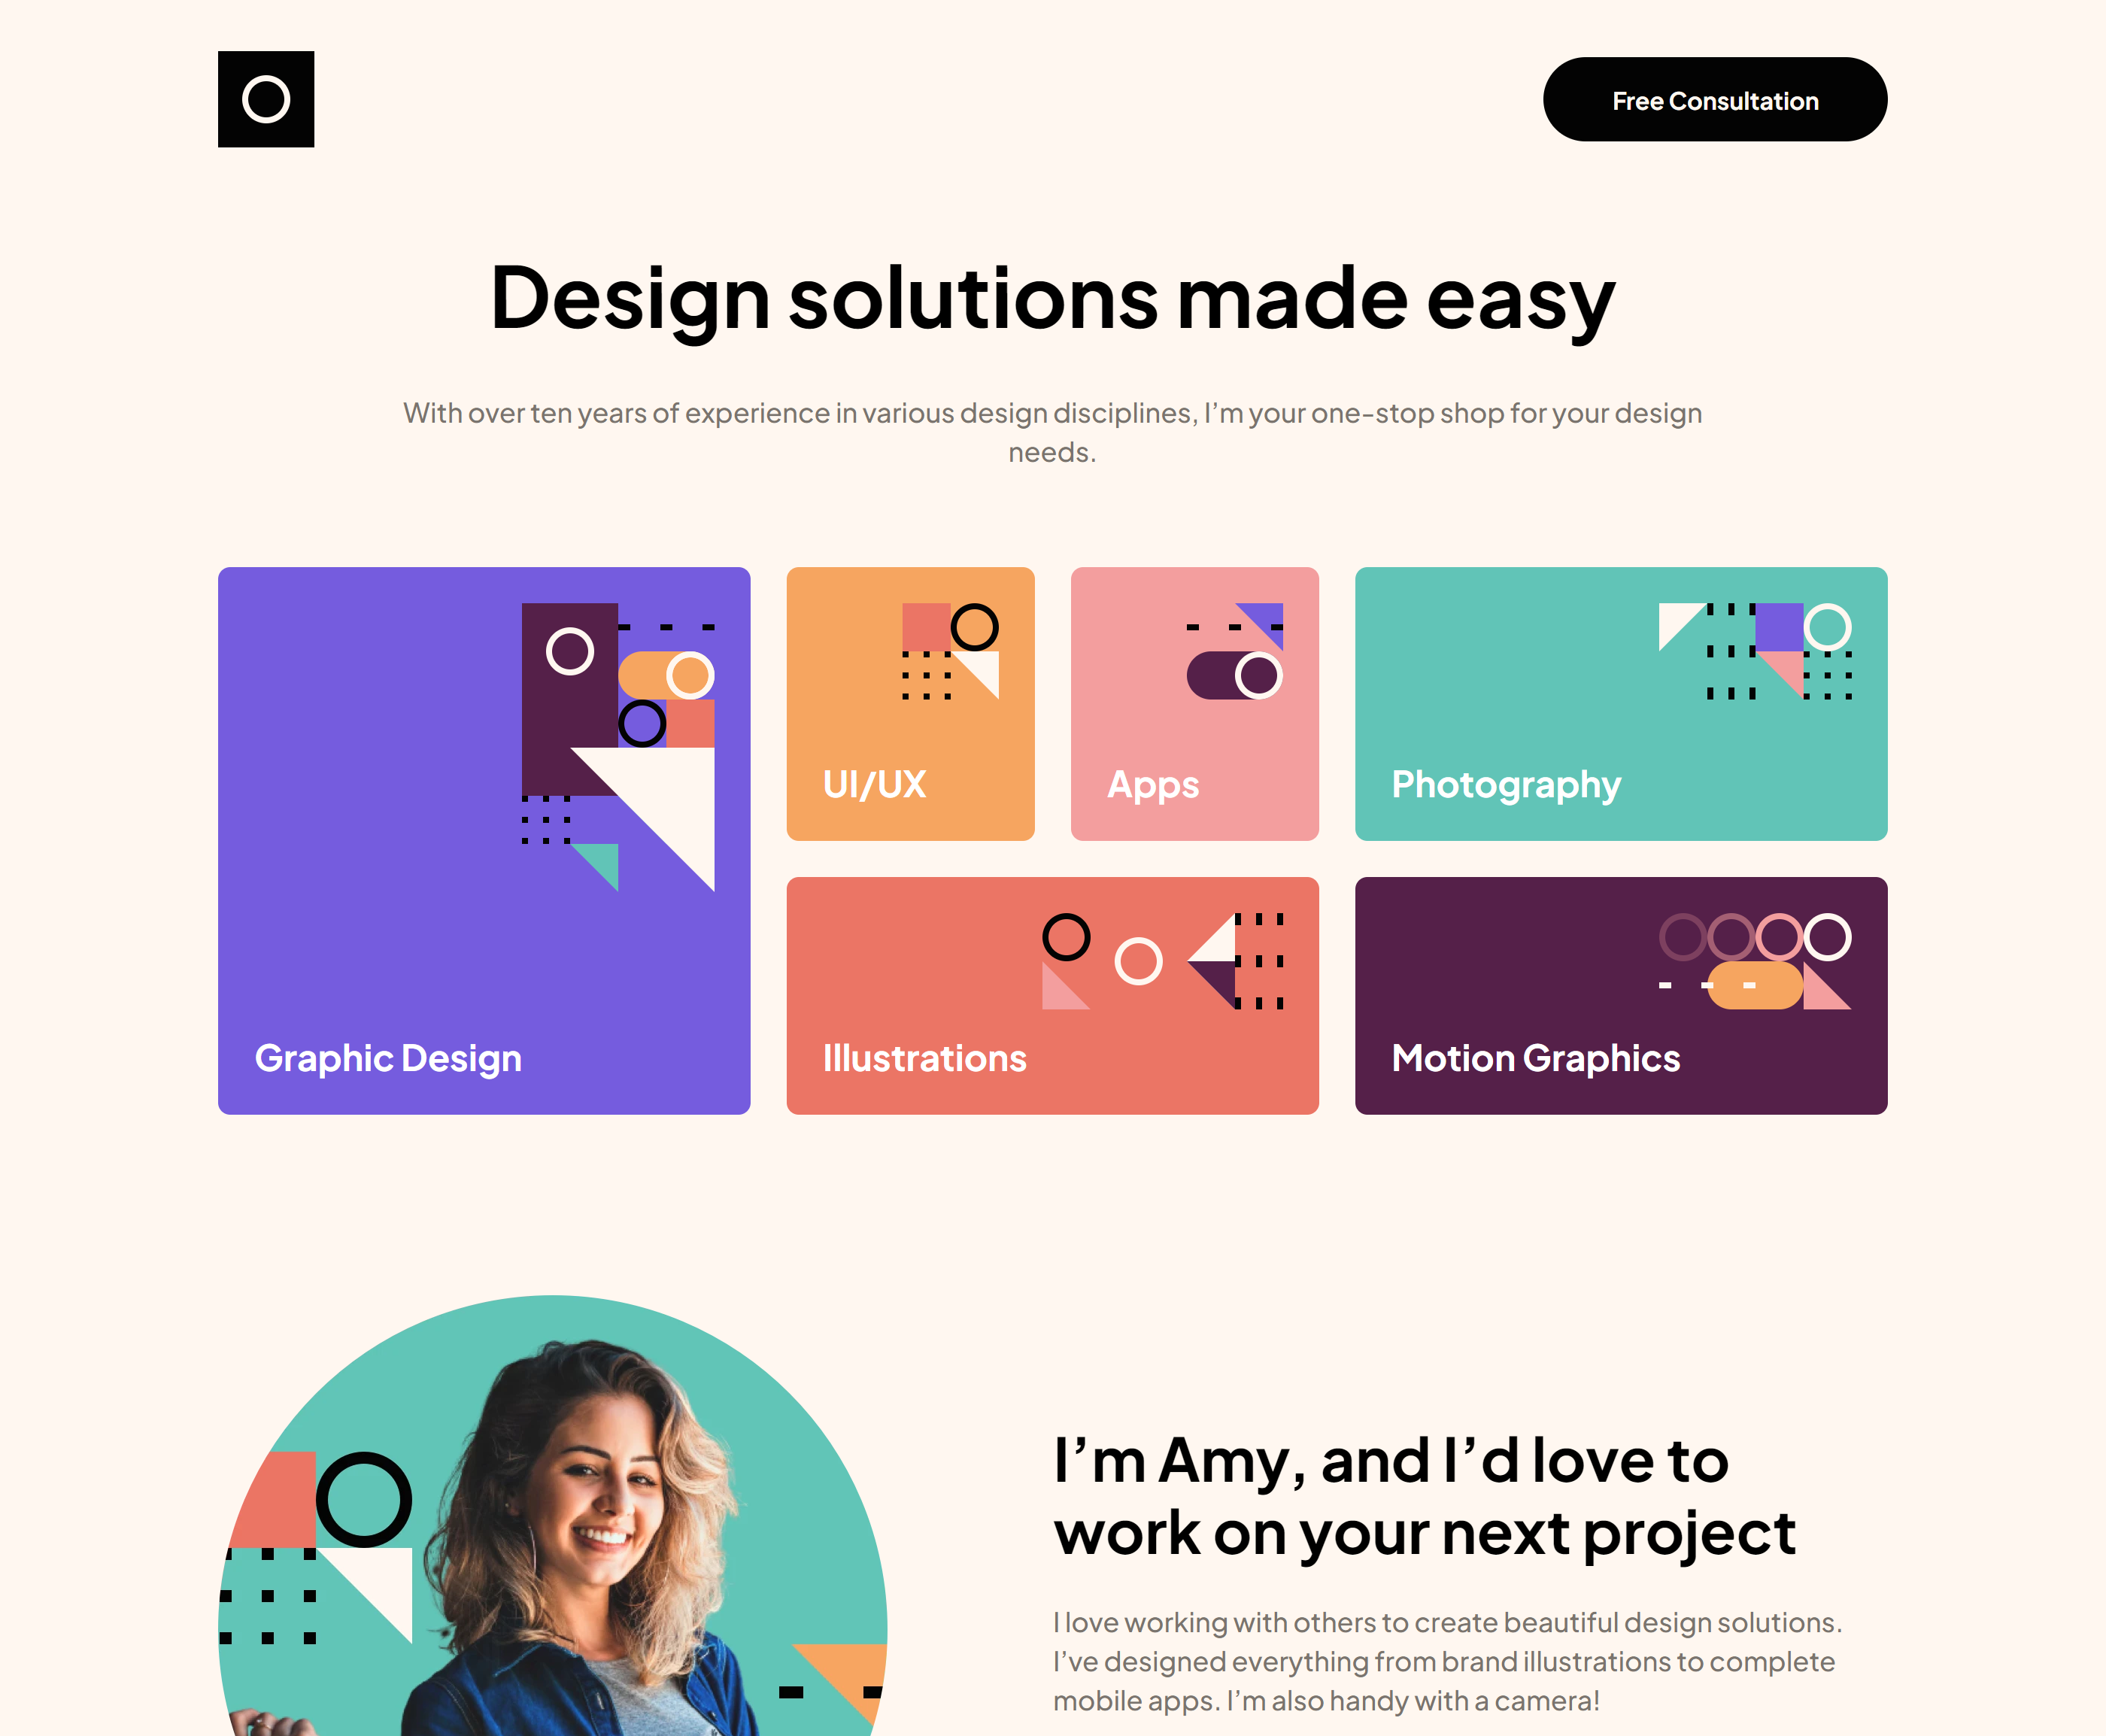 Free Consultation
Design solutions made easy
With over ten years of experience in various design disciplines, I’m your one-stop shop for your design
needs.
UI/UX
Apps
Photography
Graphic Design
Illustrations
Motion Graphics
I’m Amy, and I’d love to
work on your next project
I love working with others to create beautiful design solutions.
I’ve designed everything from brand illustrations to complete
mobile apps. I’m also handy with a camera!